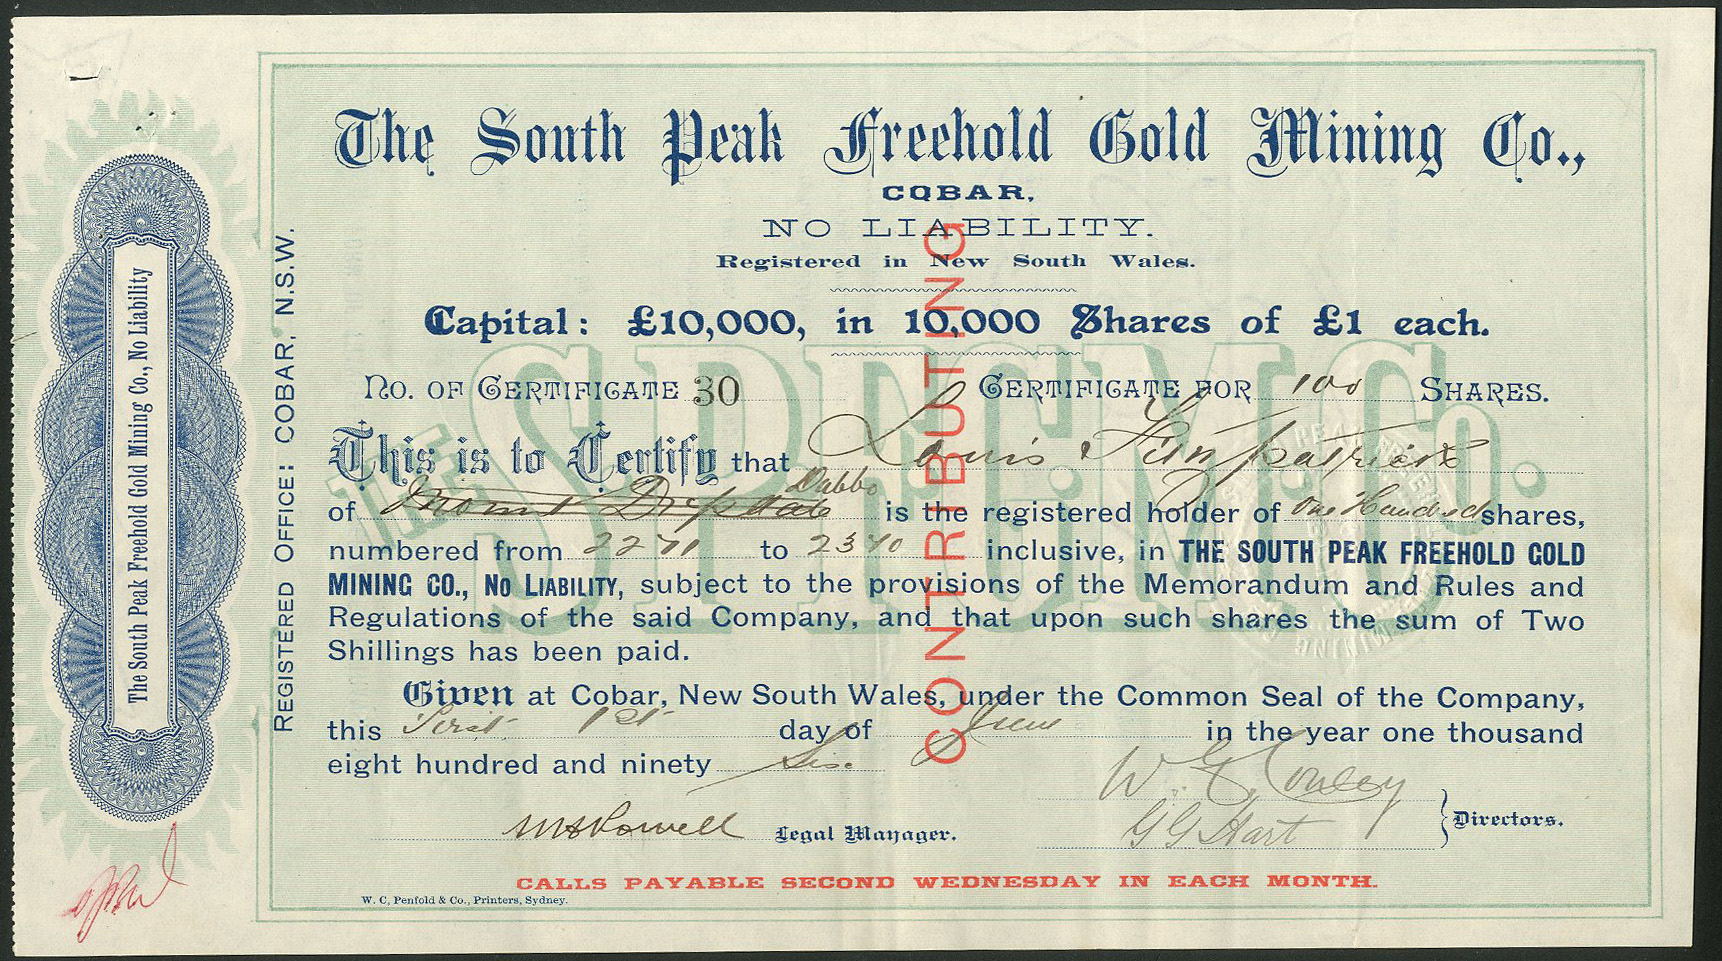 The South Peak Freehold Gold Mining Co.,
COBAR,
NO LIABILITY.
Registered in New South Wales.
Capital: £10,000, in 10,000 Shares of £1 each.
No. OF CERTIFICATE 30 CERTIFICATE FOR 100 SHARES.
This is to Certify that Louis
Dubbo
of Mount is the registered holder of One Hundred shares,
numbered from 2271 to 2370 inclusive, in THE SOUTH PEAK FREEHOLD GOLD
MINING CO., NO LIABILITY, subject to the provisions of the Memorandum and Rules and
Regulations of the said Company, and that upon such shares the sum of Two
Shillings has been paid.
Given at Cobar, New South Wales, under the Common Seal of the Company,
this First 1st day of June in the year one thousand
eight hundred and ninety Six.
Legal Manager.
G G Hart
Directors.
CALLS PAYABLE SECOND WEDNESDAY IN EACH MONTH.
W. C. Penfold & Co., Printers, Sydney.
CONTRIBUTING
THE S.P.F.G.M. Co.
REGISTERED OFFICE: COBAR, N.S.W.
The South Peak Freehold Gold Mining Co., No Liability